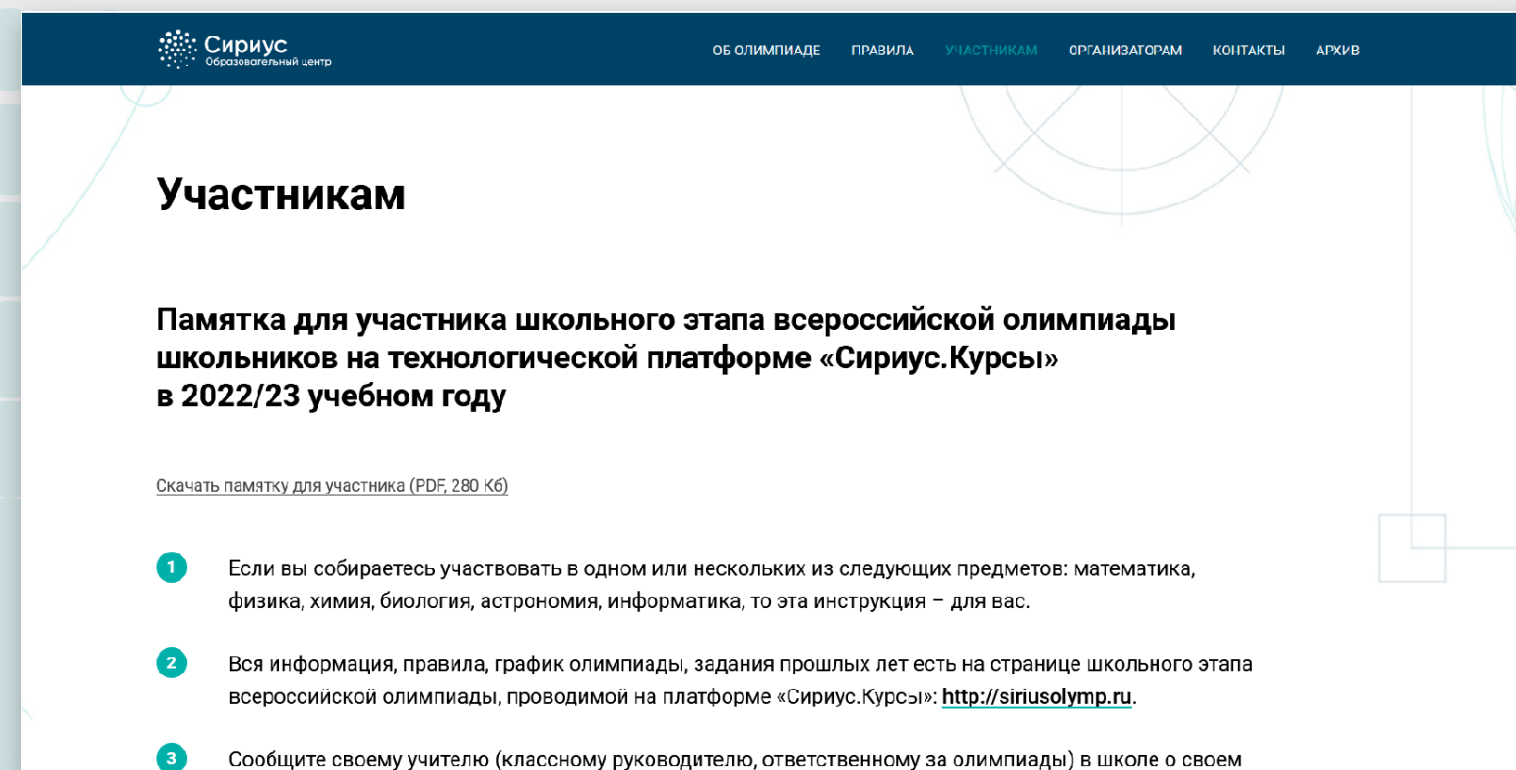 Сириус
Образовательный центр
ОБ ОЛИМПИАДЕ ПРАВИЛА УЧАСТНИКАМ ОРГАНИЗАТОРАМ КОНТАКТЫ АРХИВ
Участникам
Памятка для участника школьного этапа всероссийской олимпиады
школьников на технологической платформе «Сириус.Курсы»
в 2022/23 учебном году
Скачать памятку для участника (PDF, 280 Кб)
1 Если вы собираетесь участвовать в одном или нескольких из следующих предметов: математика,
физика, химия, биология, астрономия, информатика, то эта инструкция – для вас.
2 Вся информация, правила, график олимпиады, задания прошлых лет есть на странице школьного этапа
всероссийской олимпиады, проводимой на платформе «Сириус.Курсы»: http://siriusolymp.ru.
3 Сообщите своему учителю (классному руководителю, ответственному за олимпиады) в школе о своем